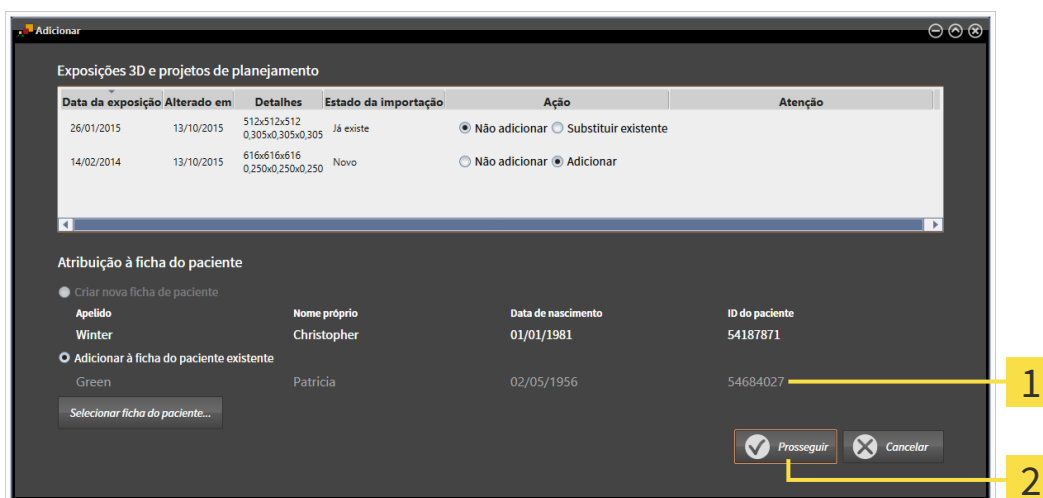 Adicionar
Exposições 3D e projetos de planejamento
Data da exposição Alterado em Detalhes Estado da importação Ação Atenção
26/01/2015 13/10/2015 512x512x512 0,305x0,305x0,305 Já existe Não adicionar Substituir existente
14/02/2014 13/10/2015 616x616x616 0,250x0,250x0,250 Novo Não adicionar Adicionar
Atribuição à ficha do paciente
Criar nova ficha de paciente
Apelido Nome próprio Data de nascimento ID do paciente
Winter Christopher 01/01/1981 54187871
Adicionar à ficha do paciente existente
Green Patricia 02/05/1956 54684027 1
Selecionar ficha do paciente...
Prosseguir Cancelar
2